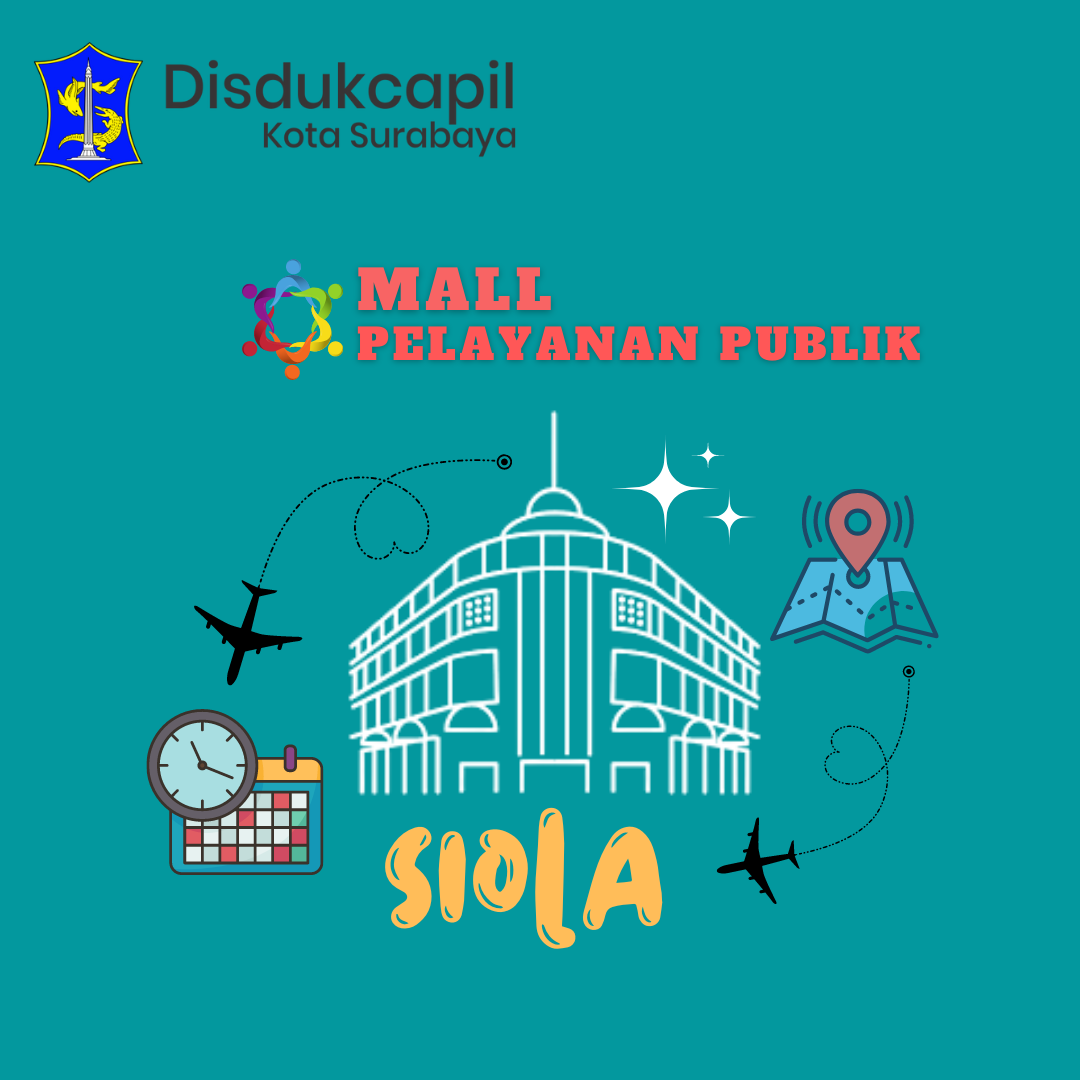 Disdukcapil
Kota Surabaya
MALL
PELAYANAN PUBLIK
SIOLA